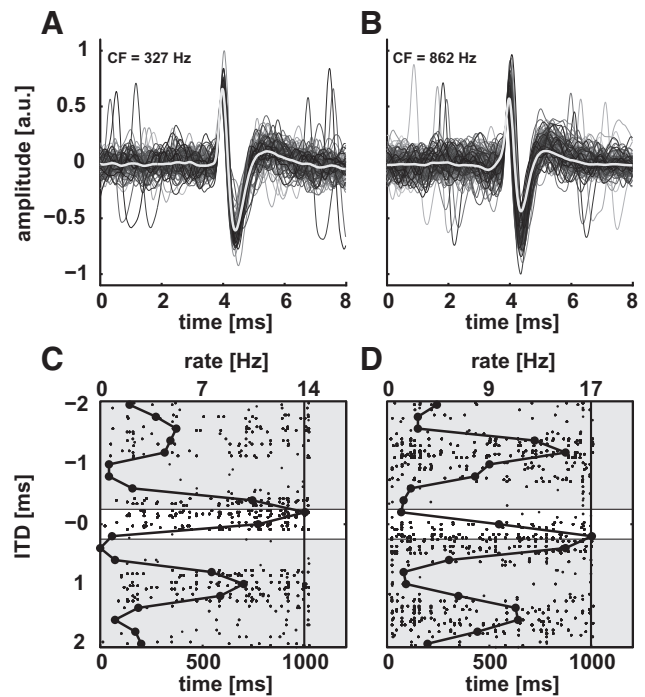 A
B
CF = 327 Hz
CF = 862 Hz
amplitude [a.u.]
1
0.5
0
−0.5
−1
0 2 4 6 8
0 2 4 6 8
time [ms]
time [ms]
C
D
rate [Hz]
rate [Hz]
0 7 14
0 9 17
ITD [ms]
−2
−1
−0
1
2
0 500 1000
0 500 1000
time [ms]
time [ms]